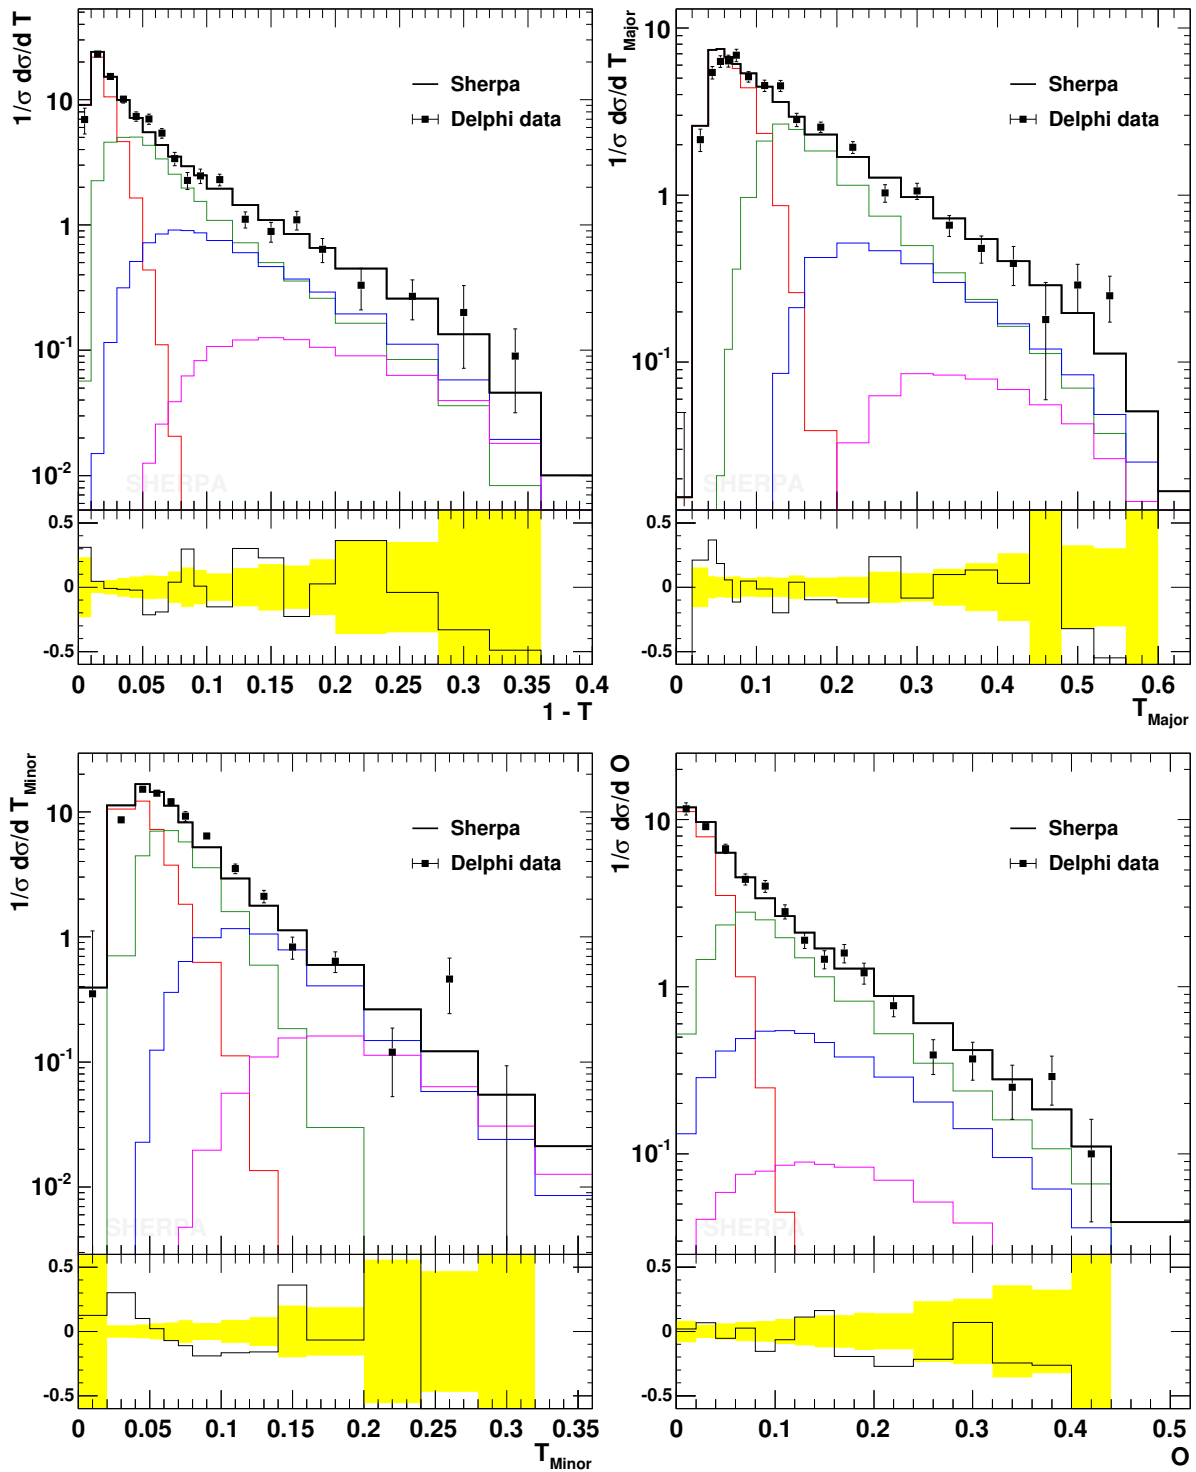 1/σ dσ/d T
10
1
10⁻¹
10⁻²
Sherpa
Delphi data
SHERPA
0.5
0
-0.5
0 0.05 0.1 0.15 0.2 0.25 0.3 0.35 0.4
1 - T
1/σ dσ/d T_Major
10
1
10⁻¹
Sherpa
Delphi data
SHERPA
0.5
0
-0.5
0 0.1 0.2 0.3 0.4 0.5 0.6
T_Major
1/σ dσ/d T_Minor
10
1
10⁻¹
10⁻²
Sherpa
Delphi data
SHERPA
0.5
0
-0.5
0 0.05 0.1 0.15 0.2 0.25 0.3 0.35
T_Minor
1/σ dσ/d O
10
1
10⁻¹
Sherpa
Delphi data
SHERPA
0.5
0
-0.5
0 0.1 0.2 0.3 0.4 0.5
O